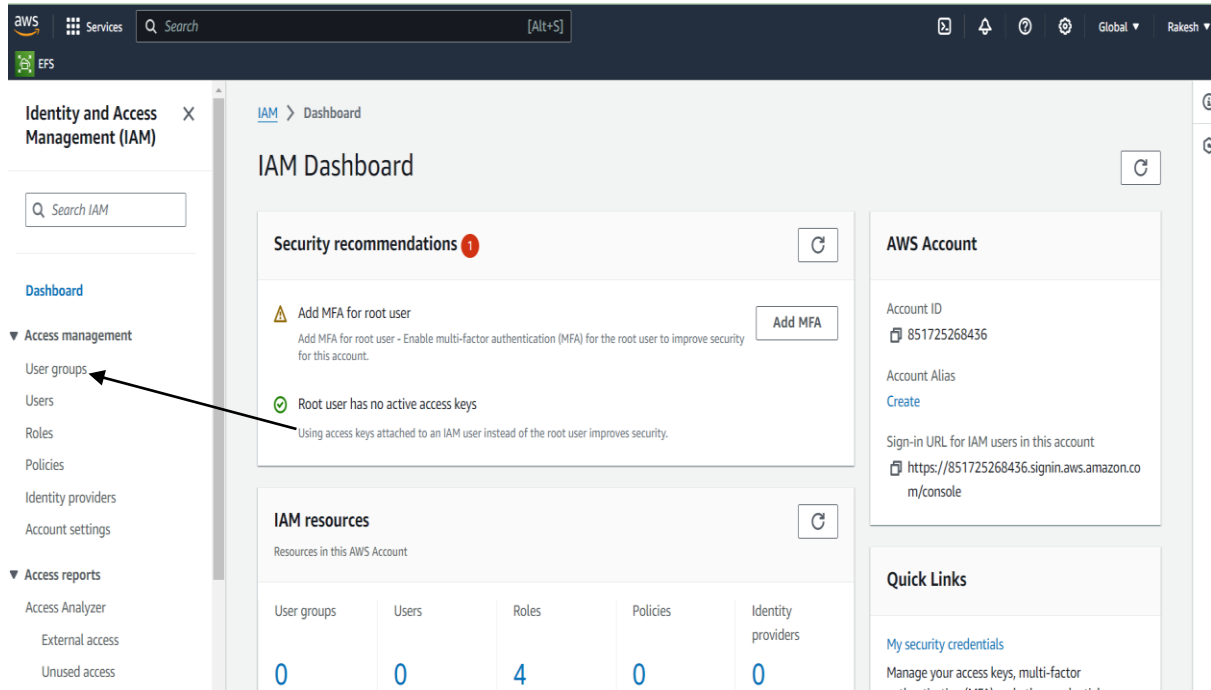 aws
Services
Search
[Alt+S]
Global
Rakesh
EFS
Identity and Access
Management (IAM)
Search IAM
Dashboard
Access management
User groups
Users
Roles
Policies
Identity providers
Account settings
Access reports
Access Analyzer
External access
Unused access
IAM > Dashboard
IAM Dashboard
Security recommendations 1
Add MFA for root user
Add MFA for root user - Enable multi-factor authentication (MFA) for the root user to improve security
for this account.
Add MFA
Root user has no active access keys
Using access keys attached to an IAM user instead of the root user improves security.
IAM resources
Resources in this AWS Account
User groups
0
Users
0
Roles
4
Policies
0
Identity
providers
0
AWS Account
Account ID
851725268436
Account Alias
Create
Sign-in URL for IAM users in this account
https://851725268436.signin.aws.amazon.co
m/console
Quick Links
My security credentials
Manage your access keys, multi-factor